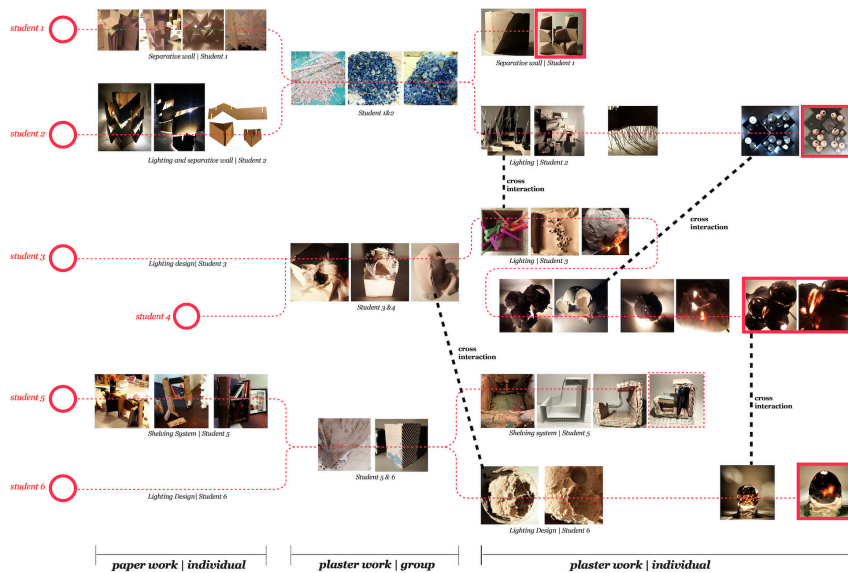 student 1
Separative wall | Student 1
Separative wall | Student 1
Student 1&2
student 2
Lighting and separative wall | Student 2
Lighting | Student 2
cross
interaction
cross
interaction
student 3
Lighting design| Student 3
Lighting | Student 3
student 4
Student 3 &4
cross
interaction
cross
interaction
student 5
Shelving System | Student 5
Shelving system | Student 5
Student 5 & 6
student 6
Lighting Design| Student 6
Lighting Design | Student 6
paper work | individual
plaster work | group
plaster work | individual